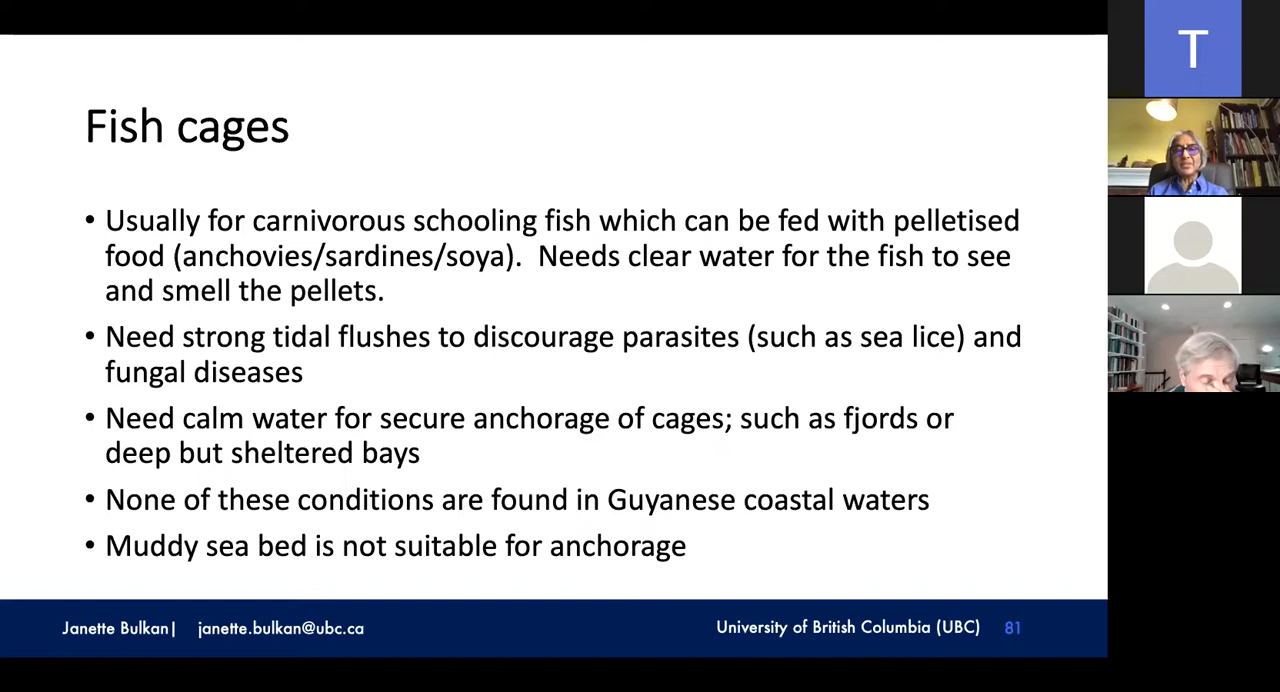 Fish cages
• Usually for carnivorous schooling fish which can be fed with pelletised
food (anchovies/sardines/soya).  Needs clear water for the fish to see
and smell the pellets.
• Need strong tidal flushes to discourage parasites (such as sea lice) and
fungal diseases
• Need calm water for secure anchorage of cages; such as fjords or
deep but sheltered bays
• None of these conditions are found in Guyanese coastal waters
• Muddy sea bed is not suitable for anchorage
Janette Bulkan| janette.bulkan@ubc.ca
University of British Columbia (UBC) 81
T